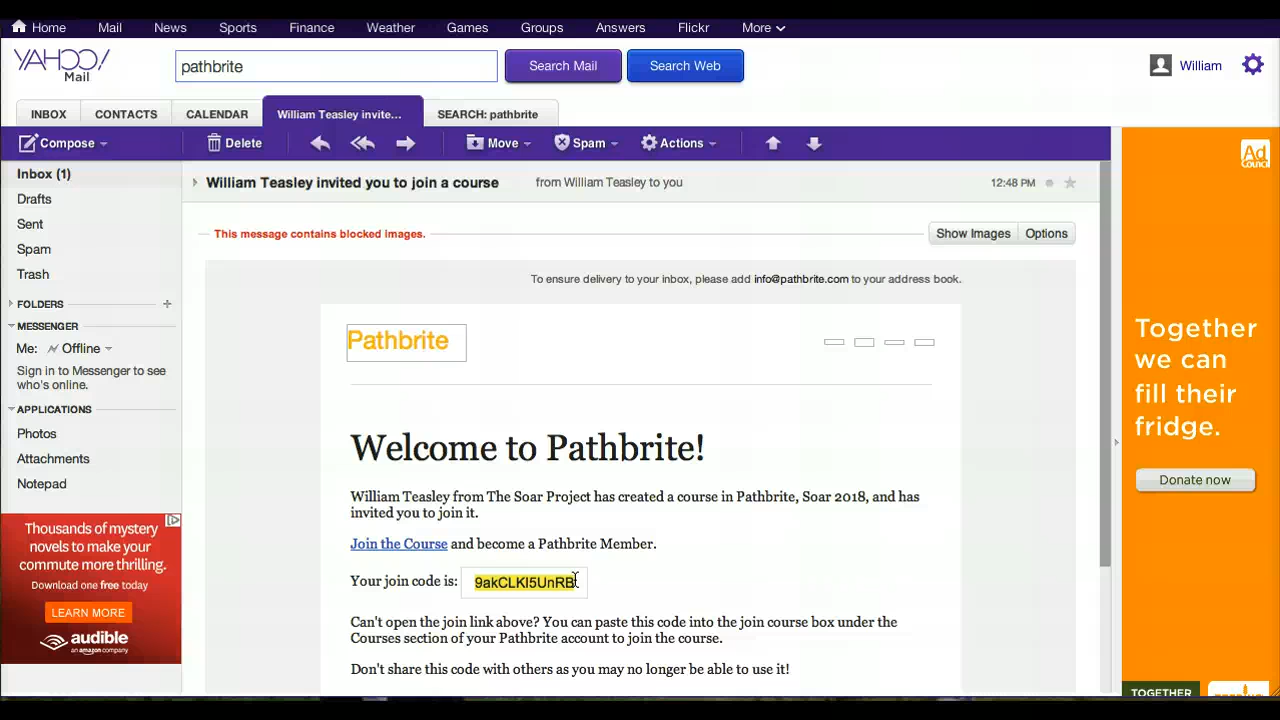 Home Mail News Sports Finance Weather Games Groups Answers Flickr More
YAHOO!
Mail
pathbrite
Search Mail
Search Web
William
INBOX
CONTACTS
CALENDAR
William Teasley invite...
SEARCH: pathbrite
Compose
Delete
Move
Spam
Actions
Inbox (1)
Drafts
Sent
Spam
Trash
FOLDERS
MESSENGER
Me: Offline
Sign in to Messenger to see
who's online.
APPLICATIONS
Photos
Attachments
Notepad
Thousands of mystery
novels to make your
commute more thrilling.
Download one free today.
LEARN MORE
audible
an amazon company
William Teasley invited you to join a course
from William Teasley to you
12:48 PM
This message contains blocked images.
Show Images
Options
To ensure delivery to your inbox, please add info@pathbrite.com to your address book.
Pathbrite
Welcome to Pathbrite!
William Teasley from The Soar Project has created a course in Pathbrite, Soar 2018, and has
invited you to join it.
Join the Course and become a Pathbrite Member.
Your join code is: 9akCLKI5UnRB
Can't open the join link above? You can paste this code into the join course box under the
Courses section of your Pathbrite account to join the course.
Don't share this code with others as you may no longer be able to use it!
Ad
Council
Together
we can
fill their
fridge.
Donate now
TOGETHER